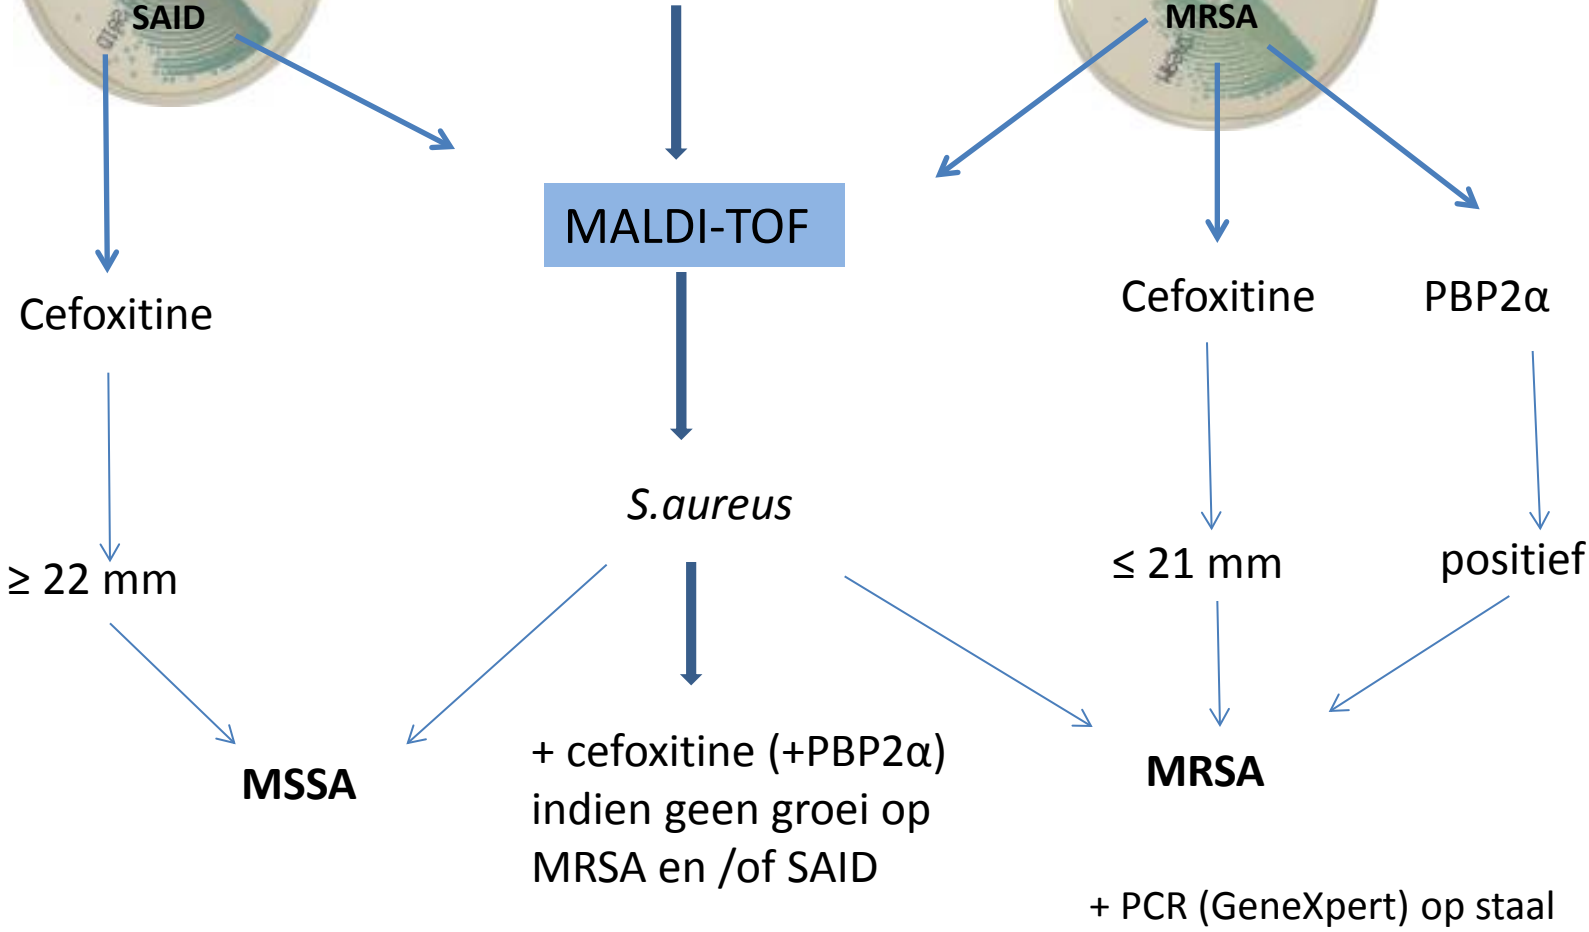 SAID
MRSA
MALDI-TOF
Cefoxitine
Cefoxitine
PBP2α
S.aureus
≥ 22 mm
≤ 21 mm
positief
MSSA
+ cefoxitine (+PBP2α)
indien geen groei op
MRSA en /of SAID
MRSA
+ PCR (GeneXpert) op staal